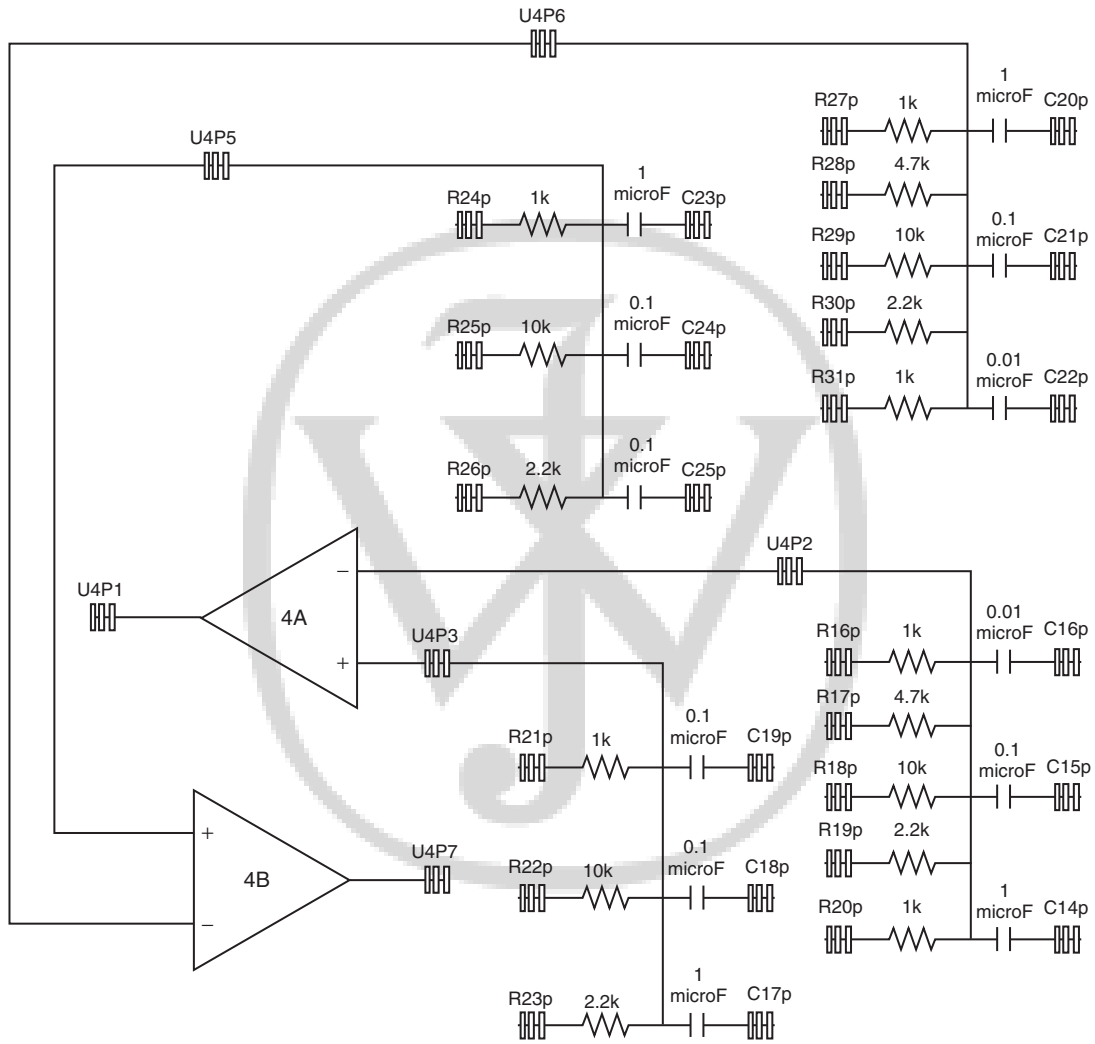 U4P6
1
microF
R27p
1k
C20p
U4P5
R28p
4.7k
1
microF
R24p
1k
C23p
0.1
microF
R29p
10k
C21p
0.1
microF
R25p
10k
C24p
R30p
2.2k
0.01
microF
R31p
1k
C22p
0.1
microF
R26p
2.2k
C25p
U4P2
−
U4P1
4A
U4P3
+
0.01
microF
R16p
1k
C16p
R17p
4.7k
0.1
microF
R21p
1k
C19p
0.1
microF
R18p
10k
C15p
R19p
2.2k
+
4B
−
U4P7
0.1
microF
R22p
10k
C18p
1
microF
R20p
1k
C14p
1
microF
R23p
2.2k
C17p